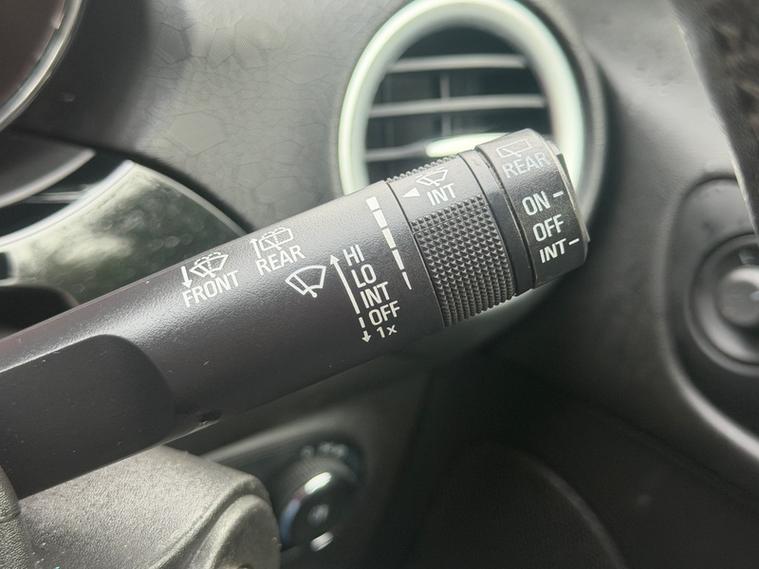 FRONT
REAR
HI
LO
INT
OFF
1x
INT
REAR
ON
OFF
INT